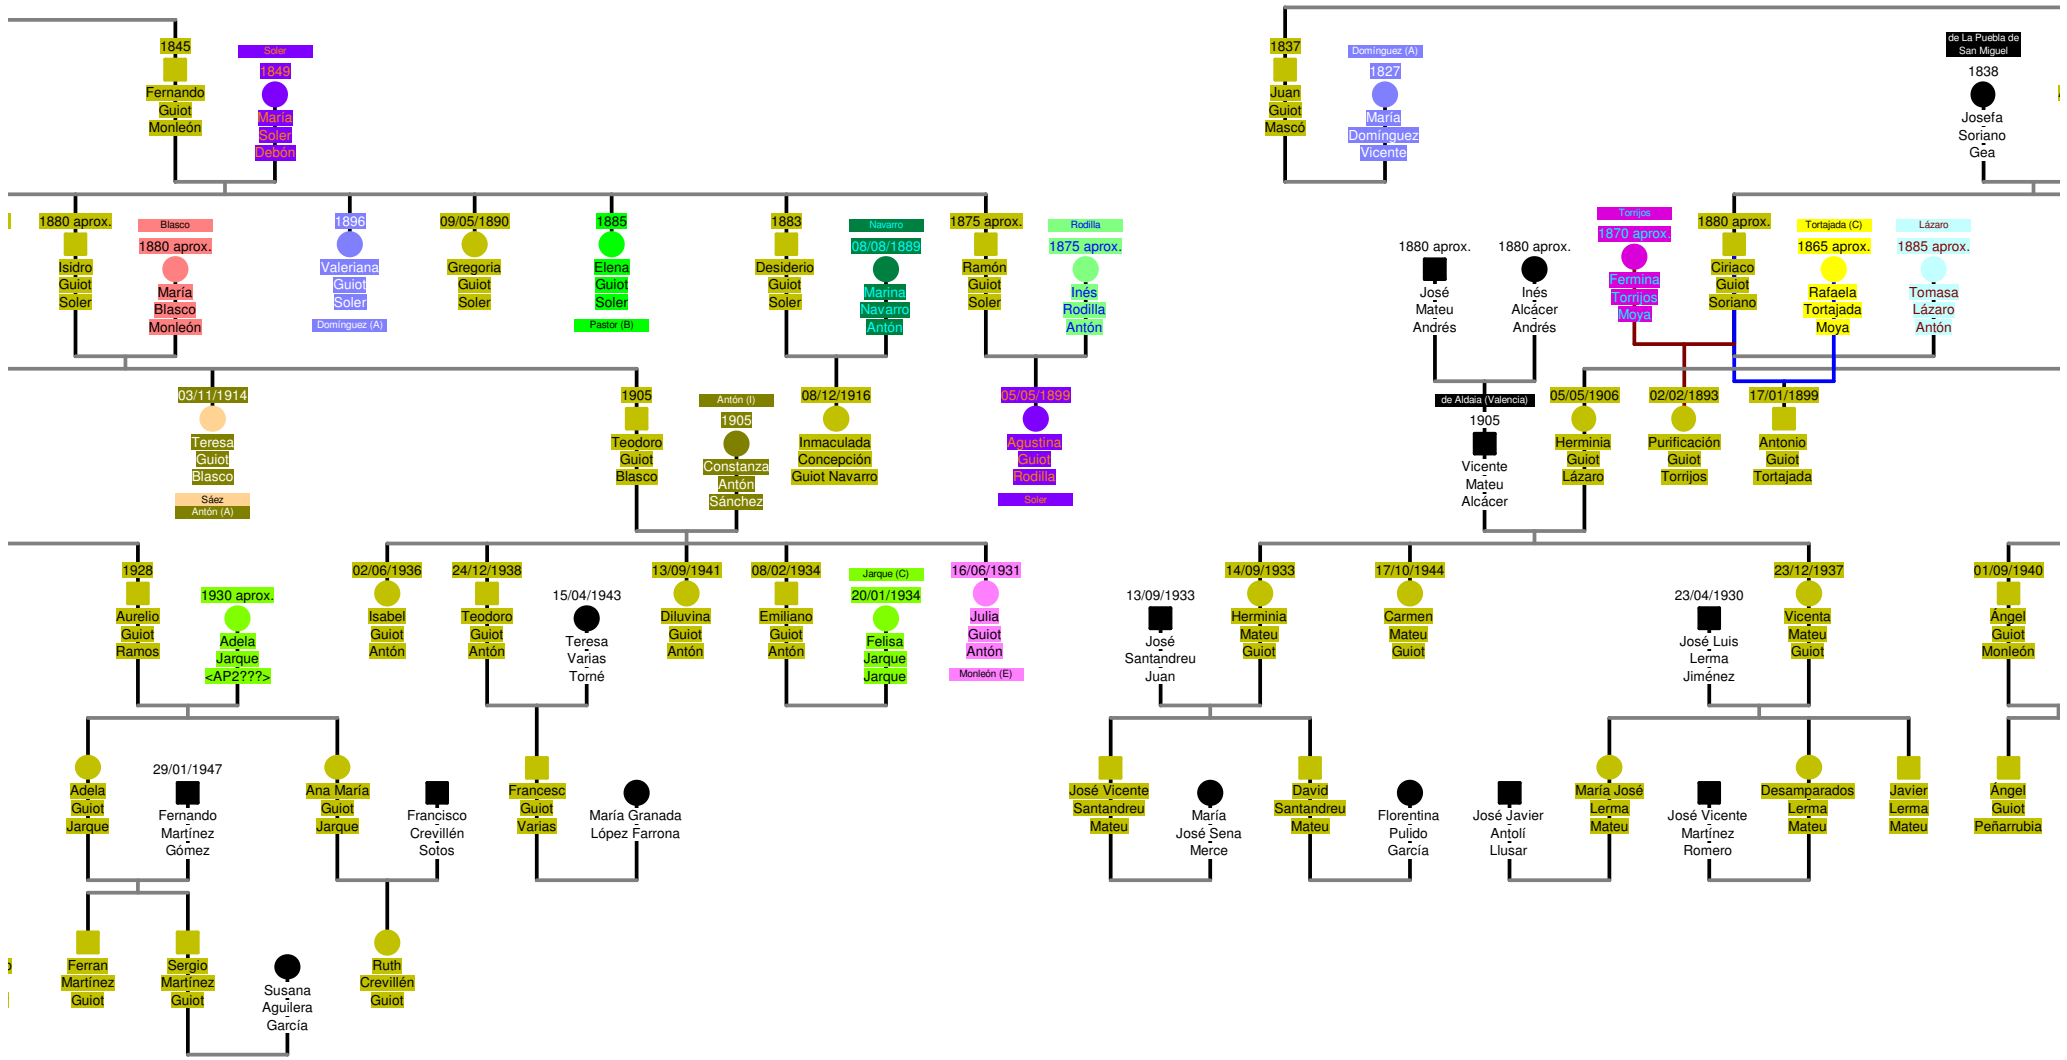 1845
Fernando
Guiot
Monleón
Soler
1849
María
Soler
Debón
1837
Juan
Guiot
Mascó
Domínguez (A)
1827
María
Domínguez
Vicente
de La Puebla de
San Miguel
1838
Josefa
Soriano
Gea
1880 aprox.
Isidro
Guiot
Soler
Blasco
1880 aprox.
María
Blasco
Monleón
1896
Valeriana
Guiot
Soler
Domínguez (A)
09/05/1890
Gregoria
Guiot
Soler
1885
Elena
Guiot
Soler
Pastor (B)
1883
Desiderio
Guiot
Soler
Navarro
08/08/1889
Marina
Navarro
Antón
1875 aprox.
Ramón
Guiot
Soler
Rodilla
1875 aprox.
Inés
Rodilla
Antón
1880 aprox.
José
Mateu
Andrés
1880 aprox.
Inés
Alcácer
Andrés
Torrijos
1870 aprox.
Fermina
Torrijos
Moya
1880 aprox.
Ciriaco
Guiot
Soriano
Tortajada (C)
1865 aprox.
Rafaela
Tortajada
Moya
Lázaro
1885 aprox.
Tomasa
Lázaro
Antón
03/11/1914
Teresa
Guiot
Blasco
Sáez
Antón (A)
1905
Teodoro
Guiot
Blasco
Antón (I)
1905
Constanza
Antón
Sánchez
08/12/1916
Inmaculada
Concepción
Guiot Navarro
05/05/1899
Agustina
Guiot
Rodilla
Soler
de Aldaia (Valencia)
1905
Vicente
Mateu
Alcácer
05/05/1906
Herminia
Guiot
Lázaro
02/02/1893
Purificación
Guiot
Torrijos
17/01/1899
Antonio
Guiot
Tortajada
1928
Aurelio
Guiot
Ramos
1930 aprox.
Adela
Jarque
<AP2???>
02/06/1936
Isabel
Guiot
Antón
24/12/1938
Teodoro
Guiot
Antón
15/04/1943
Teresa
Varias
Torné
13/09/1941
Diluvina
Guiot
Antón
08/02/1934
Emiliano
Guiot
Antón
Jarque (C)
20/01/1934
Felisa
Jarque
Jarque
16/06/1931
Julia
Guiot
Antón
Monleón (E)
13/09/1933
José
Santandreu
Juan
14/09/1933
Herminia
Mateu
Guiot
17/10/1944
Carmen
Mateu
Guiot
23/04/1930
José Luis
Lerma
Jiménez
23/12/1937
Vicenta
Mateu
Guiot
01/09/1940
Ángel
Guiot
Monleón
Adela
Guiot
Jarque
29/01/1947
Fernando
Martínez
Gómez
Ana María
Guiot
Jarque
Francisco
Crevillén
Sotos
Francesc
Guiot
Varias
María Granada
López Farrona
José Vicente
Santandreu
Mateu
María
José Sena
Merce
David
Santandreu
Mateu
Florentina
Pulido
García
José Javier
Antolí
Llusar
María José
Lerma
Mateu
José Vicente
Martínez
Romero
Desamparados
Lerma
Mateu
Javier
Lerma
Mateu
Ángel
Guiot
Peñarrubia
Ferran
Martínez
Guiot
Sergio
Martínez
Guiot
Susana
Aguilera
García
Ruth
Crevillén
Guiot